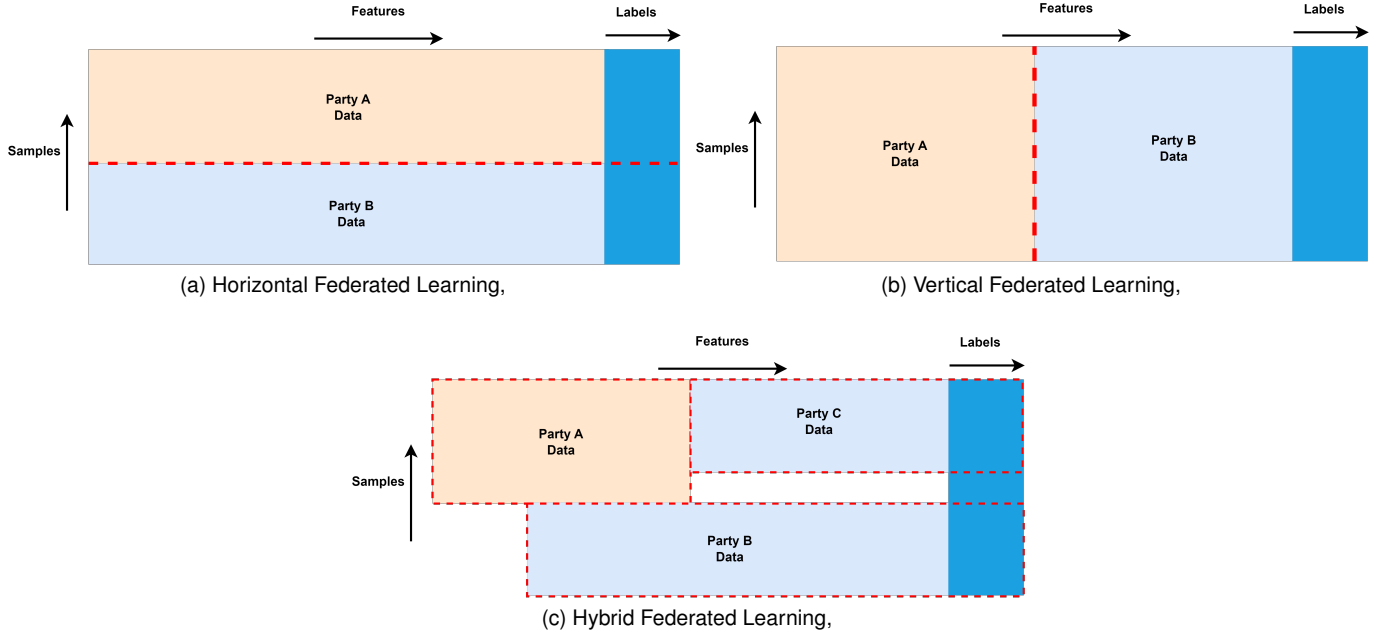 Features
Labels
Party A
Data
Samples
Party B
Data
(a) Horizontal Federated Learning,
Features
Labels
Samples
Party A
Data
Party B
Data
(b) Vertical Federated Learning,
Features
Labels
Party A
Data
Party C
Data
Samples
Party B
Data
(c) Hybrid Federated Learning,